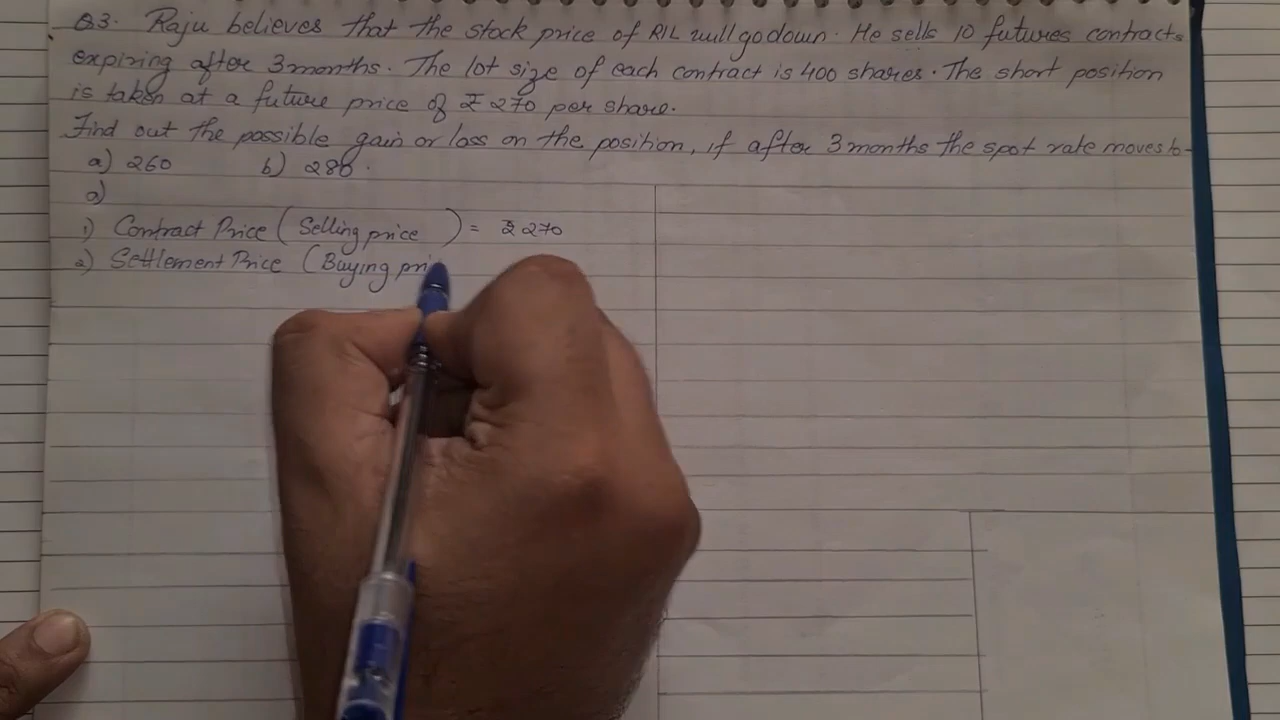 Q3. Raju believes that the stock price of RIL will go down. He sells 10 futures contracts
expiring after 3 months. The lot size of each contract is 400 shares. The short position
is taken at a future price of ₹ 270 per share.
Find out the possible gain or loss on the position, if after 3 months the spot rate moves to-
a) 260 b) 280.
a)
1) Contract Price (Selling price ) = ₹ 270
2) Settlement Price (Buying pri